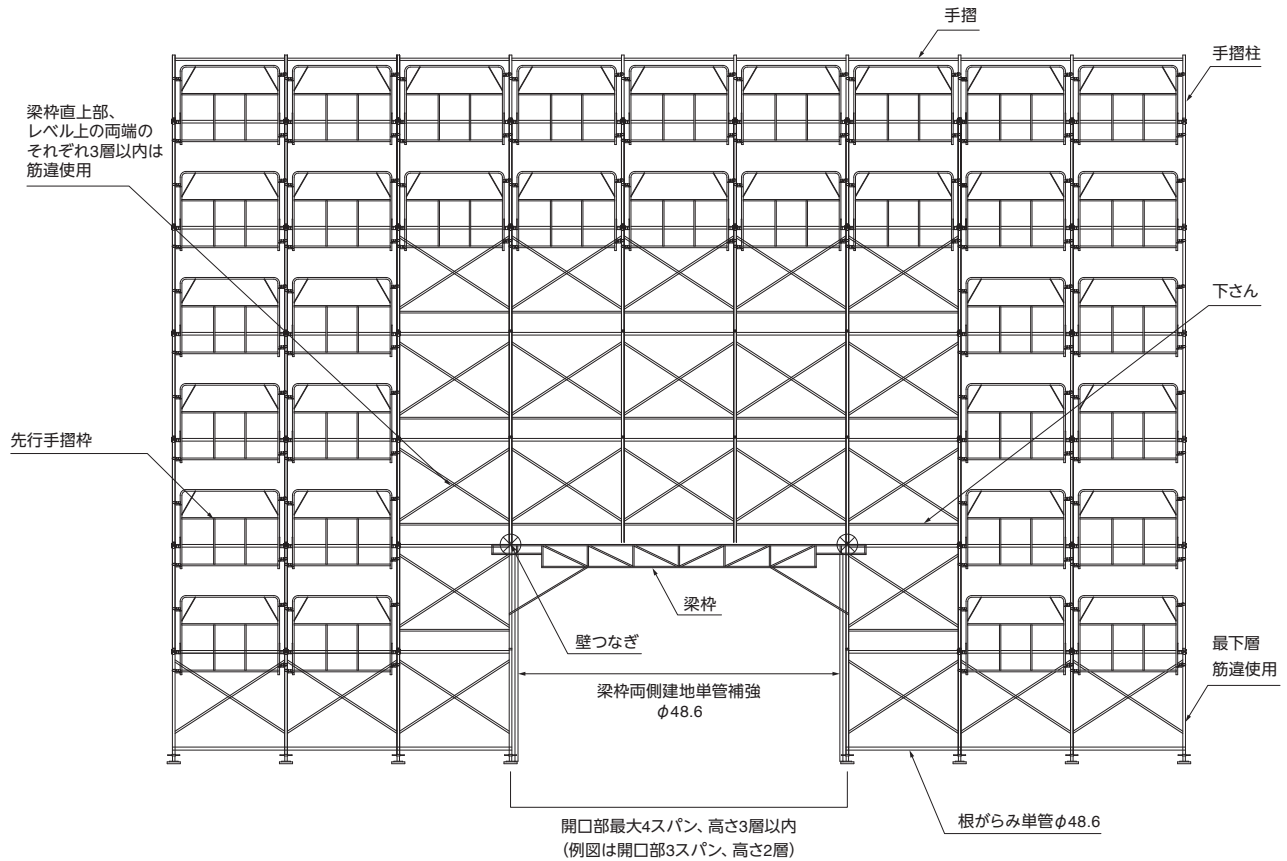 手摺
手摺柱
梁枠直上部、
レベル上の両端の
それぞれ3層以内は
筋違使用
下さん
先行手摺枠
梁枠
壁つなぎ
梁枠両側建地単管補強
φ48.6
最下層
筋違使用
開口部最大4スパン、高さ3層以内
(例図は開口部3スパン、高さ2層)
根がらみ単管φ48.6